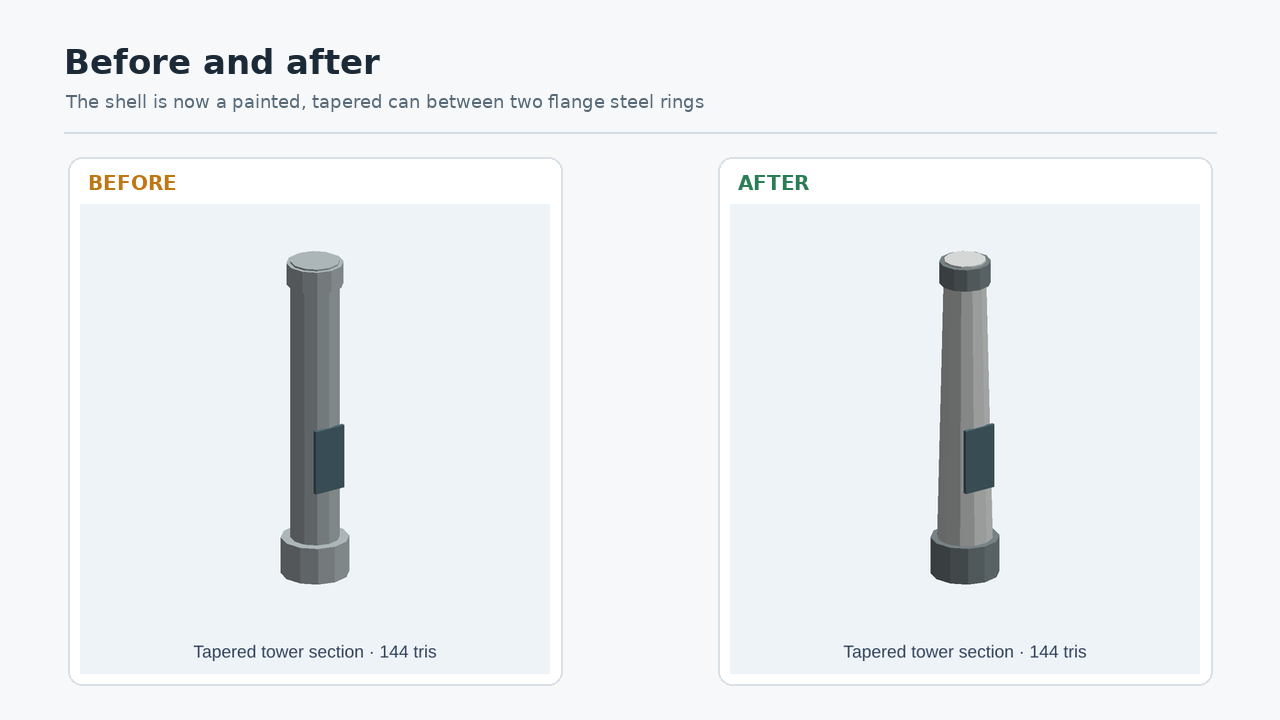 Before and after
The shell is now a painted, tapered can between two flange steel rings
BEFORE
AFTER
Tapered tower section · 144 tris
Tapered tower section · 144 tris